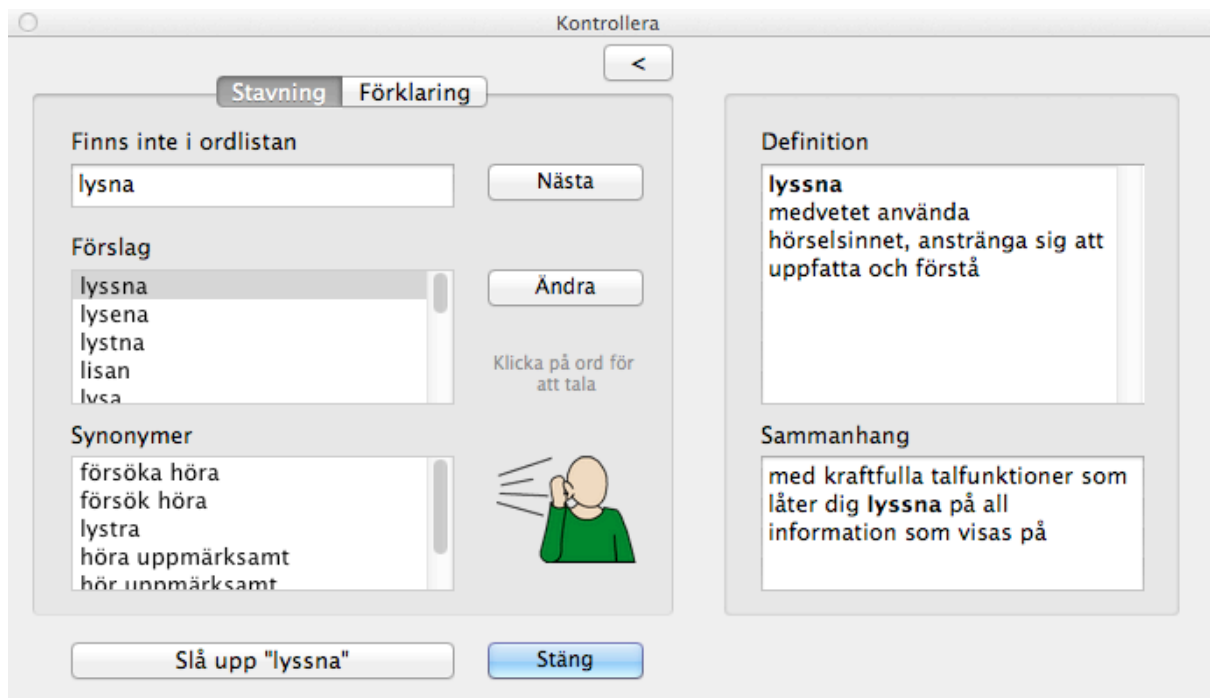 Kontrollera
<
Stavning Förklaring
Finns inte i ordlistan
lysna
Nästa
Förslag
lyssna
lysena
lystna
lisan
lysa
Ändra
Klicka på ord för
att tala
Synonymer
försöka höra
försök höra
lystra
höra uppmärksamt
hör uppmärksamt
Slå upp "lyssna"
Stäng
Definition
lyssna
medvetet använda
hörselsinnet, anstränga sig att
uppfatta och förstå
Sammanhang
med kraftfulla talfunktioner som
låter dig lyssna på all
information som visas på